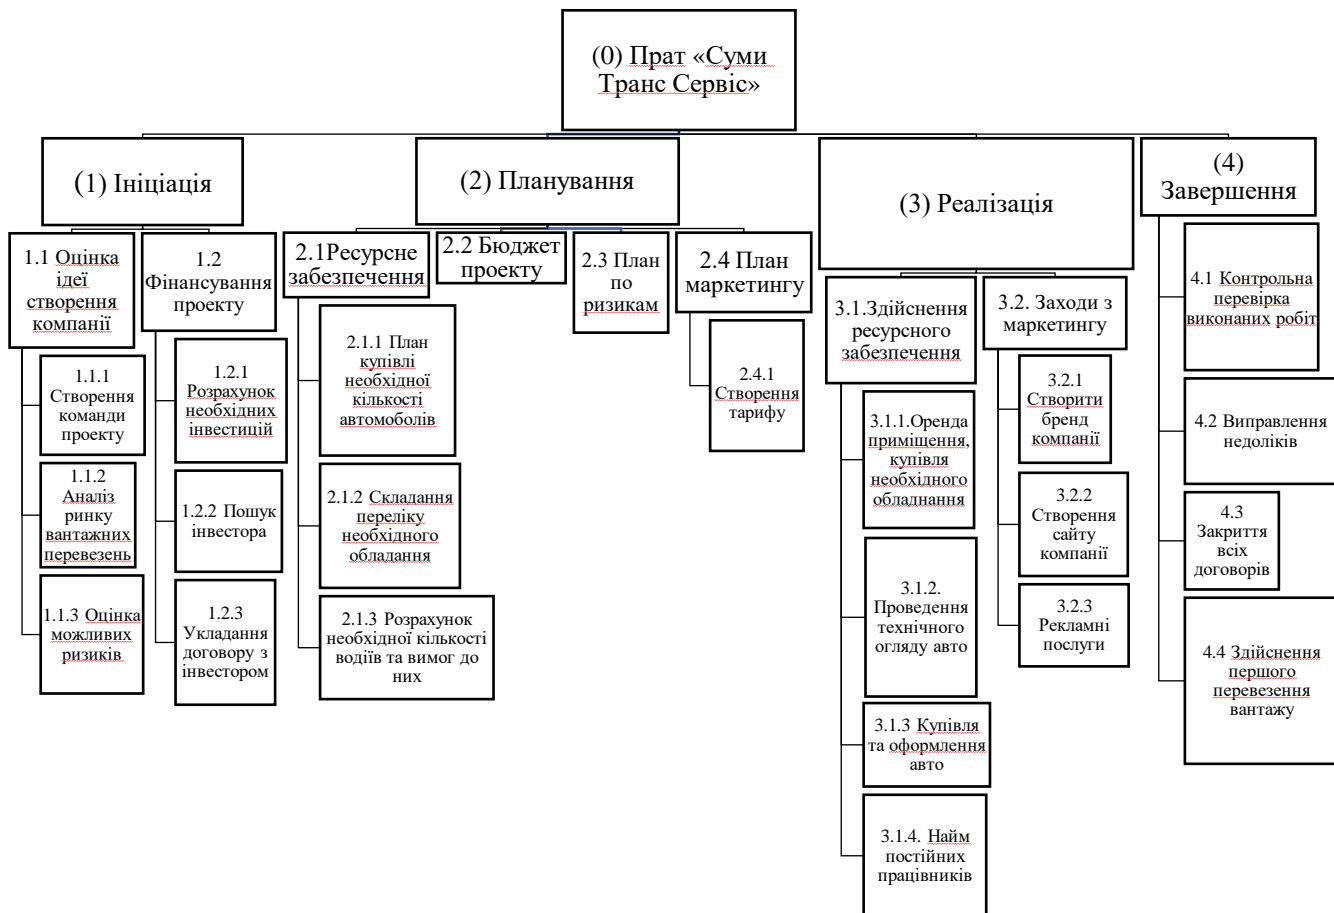 (0) Прат «Суми
Транс Сервіс»
(1) Ініціація
(2) Планування
(3) Реалізація
(4)
Завершення
1.1 Оцінка
ідеї
створення
компанії
1.2
Фінансування
проекту
2.1Ресурсне
забезпечення
2.2 Бюджет
проекту
2.3 План
по
ризикам
2.4 План
маркетингу
3.1.Здійснення
ресурсного
забезпечення
3.2. Заходи з
маркетингу
4.1 Контрольна
перевірка
виконаних робіт
1.1.1
Створення
команди
проекту
1.1.2
Аналіз
ринку
вантажних
перевезень
1.1.3 Оцінка
можливих
ризиків
1.2.1
Розрахунок
необхідних
інвестицій
1.2.2 Пошук
інвестора
1.2.3
Укладання
договору з
інвестором
2.1.1 План
купівлі
необхідної
кількості
автомоболів
2.1.2 Складання
переліку
необхідного
обладання
2.1.3 Розрахунок
необхідної кількості
водіїв та вимог до
них
2.4.1
Створення
тарифу
3.1.1.Оренда
приміщення,
купівля
необхідного
обладнання
3.1.2.
Проведення
технічного
огляду авто
3.1.3 Купівля
та оформлення
авто
3.1.4. Найм
постійних
працівників
3.2.1
Створити
бренд
компанії
3.2.2
Створення
сайту
компанії
3.2.3
Рекламні
послуги
4.2 Виправлення
недоліків
4.3
Закриття
всіх
договорів
4.4 Здійснення
першого
перевезення
вантажу